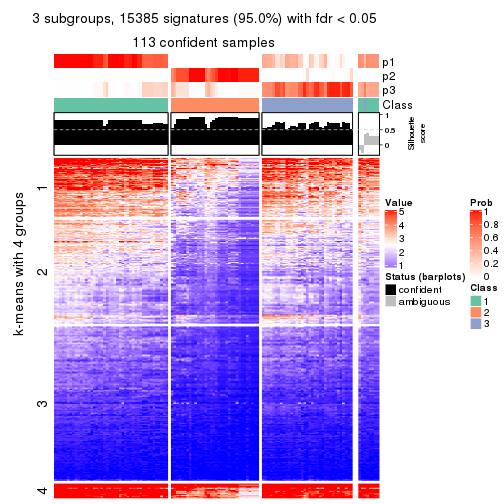 3 subgroups, 15385 signatures (95.0%) with fdr < 0.05
113 confident samples
p1
p2
p3
Class
1
0.5
0
Silhouette
score
k-means with 4 groups
1
2
3
4
Value
5
4
3
2
1
Status (barplots)
confident
ambiguous
Prob
1
0.8
0.6
0.4
0.2
0
Class
1
2
3